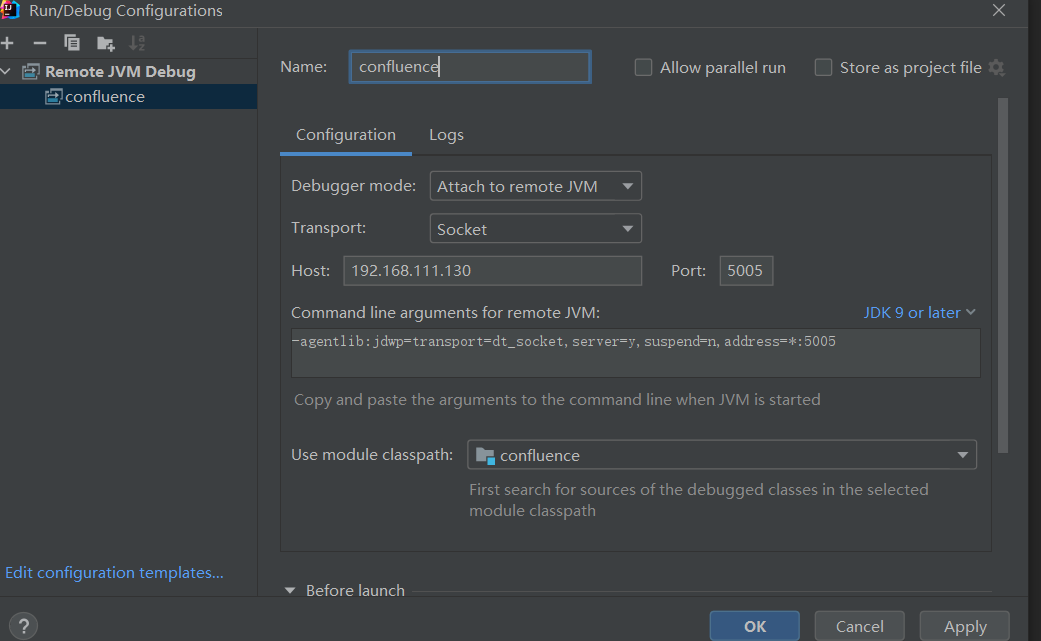 Run/Debug Configurations
Remote JVM Debug
confluence
Name: confluence
Allow parallel run
Store as project file
Configuration
Logs
Debugger mode: Attach to remote JVM
Transport: Socket
Host: 192.168.111.130 Port: 5005
Command line arguments for remote JVM: JDK 9 or later
-agentlib:jdwp=transport=dt_socket,server=y,suspend=n,address=*:5005
Copy and paste the arguments to the command line when JVM is started
Use module classpath: confluence
First search for sources of the debugged classes in the selected
module classpath
Edit configuration templates...
Before launch
?
OK
Cancel
Apply